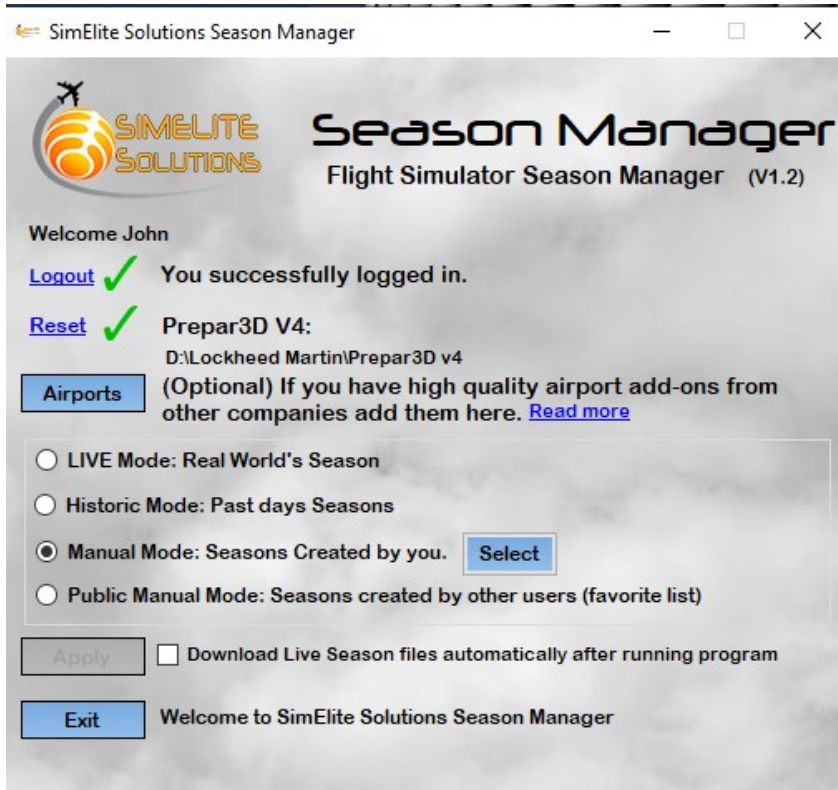 SimElite Solutions Season Manager
SIMELITE
SOLUTIONS
Season Manager
Flight Simulator Season Manager (V1.2)
Welcome John
Logout You successfully logged in.
Reset Prepar3D V4:
D:\Lockheed Martin\Prepar3D v4
Airports (Optional) If you have high quality airport add-ons from
other companies add them here. Read more
LIVE Mode: Real World's Season
Historic Mode: Past days Seasons
Manual Mode: Seasons Created by you. Select
Public Manual Mode: Seasons created by other users (favorite list)
Apply Download Live Season files automatically after running program
Exit Welcome to SimElite Solutions Season Manager